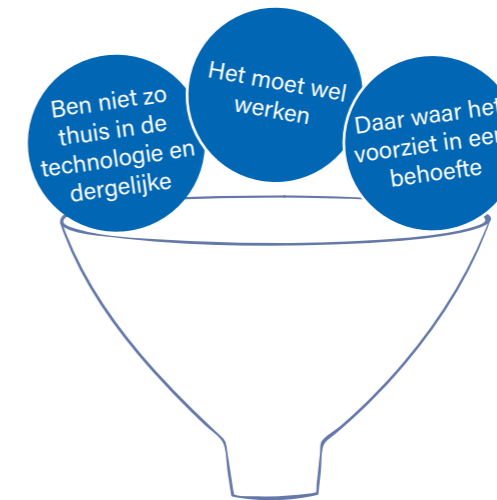 Ben niet zo
thuis in de
technologie en
dergelijke
Het moet wel
werken
Daar waar het
voorziet in een
behoefte